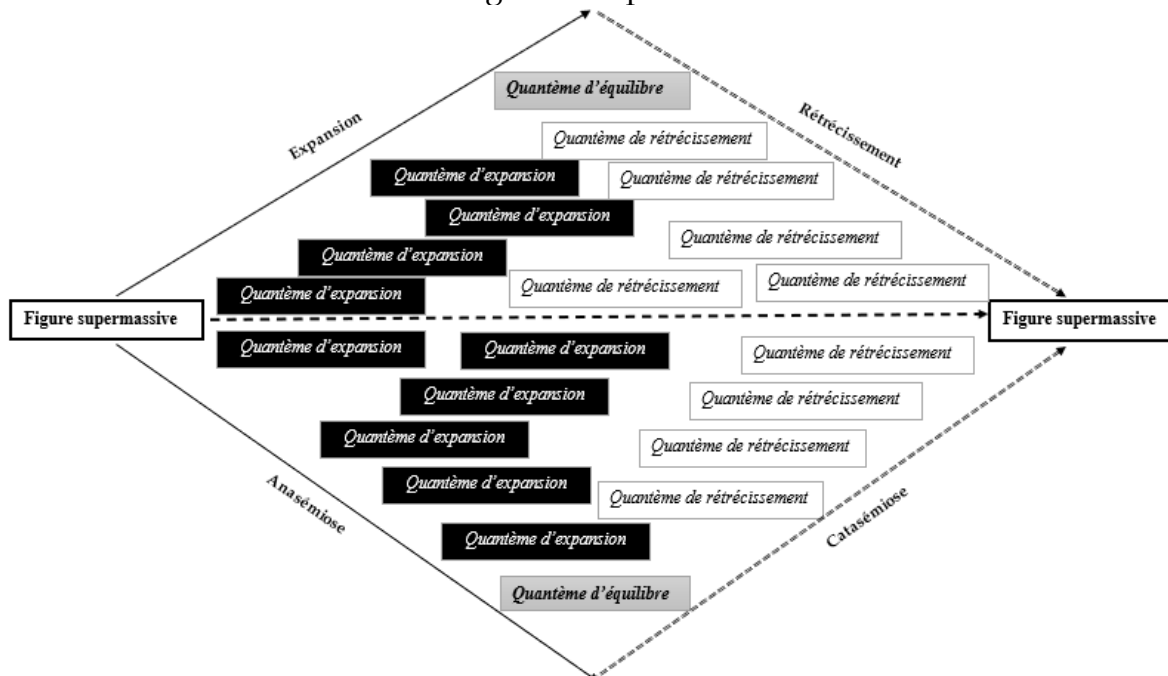 Quantème d'équilibre
Expansion
Rétrécissement
Quantème de rétrécissement
Quantème d'expansion
Quantème de rétrécissement
Quantème d'expansion
Quantème de rétrécissement
Quantème d'expansion
Quantème de rétrécissement
Quantème de rétrécissement
Quantème d'expansion
Figure supermassive
Figure supermassive
Quantème d'expansion
Quantème d'expansion
Quantème de rétrécissement
Quantème d'expansion
Quantème de rétrécissement
Quantème d'expansion
Quantème de rétrécissement
Quantème d'expansion
Quantème de rétrécissement
Anasémiose
Catasémiose
Quantème d'expansion
Quantème d'équilibre